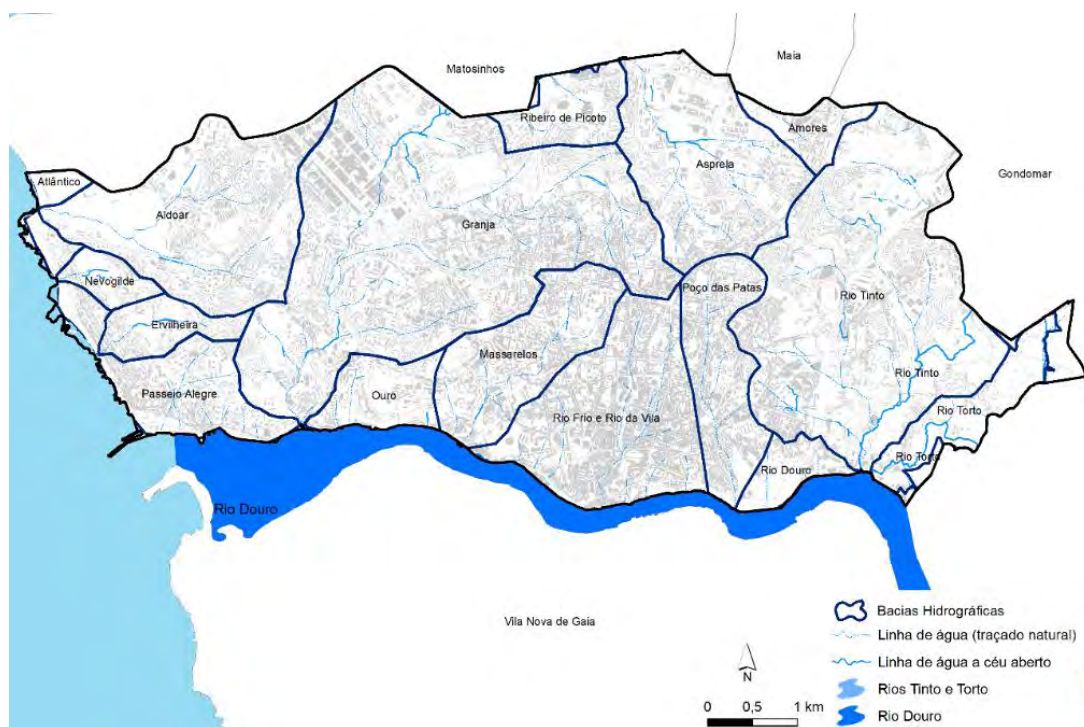 Matosinhos
Maia
Ribeiro de Picoto
Amores
Asprela
Gondomar
Atlântico
Aldoar
Granja
Nevogilde
Poço das Patas
Rio Tinto
Ervilheira
Massarelos
Rio Tinto
Passeio Alegre
Ouro
Rio Frio e Rio da Vila
Rio Torto
Rio Torto
Rio Douro
Rio Douro
Vila Nova de Gaia
Bacias Hidrográficas
Linha de água (traçado natural)
Linha de água a céu aberto
Rios Tinto e Torto
Rio Douro
N
0 0,5 1 km